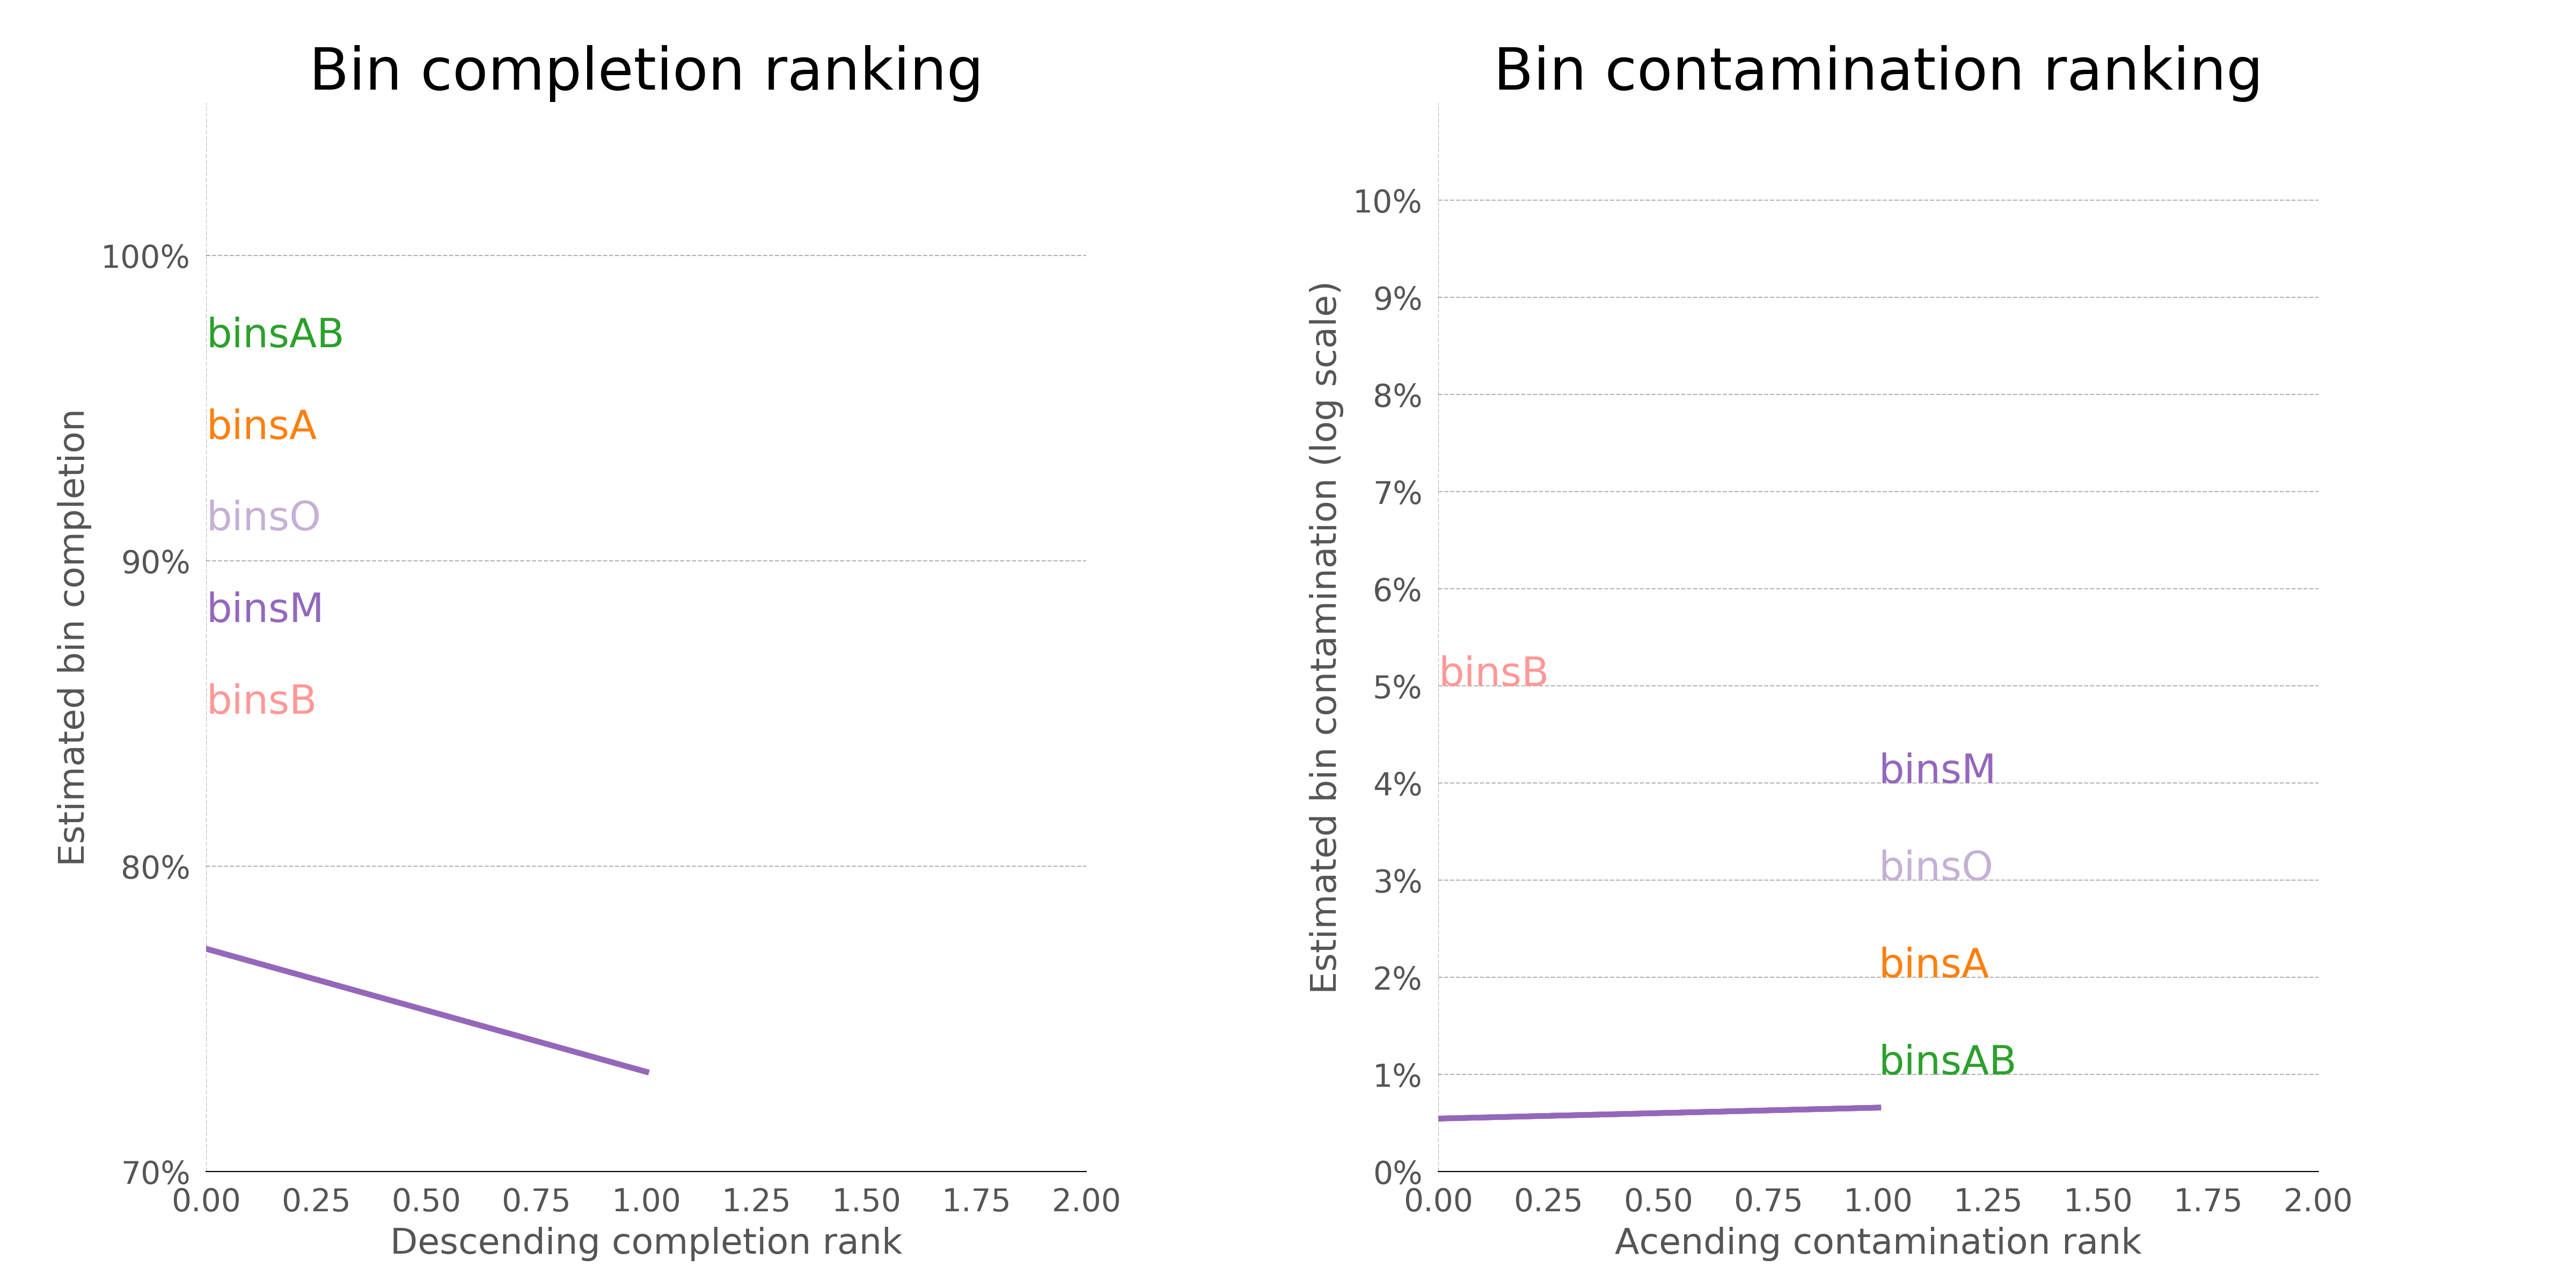 Bin completion ranking
Estimated bin completion
100%
90%
80%
70%
binsAB
binsA
binsO
binsM
binsB
0.00 0.25 0.50 0.75 1.00 1.25 1.50 1.75 2.00
Descending completion rank
Bin contamination ranking
Estimated bin contamination (log scale)
10%
9%
8%
7%
6%
5%
4%
3%
2%
1%
0%
binsB
binsM
binsO
binsA
binsAB
0.00 0.25 0.50 0.75 1.00 1.25 1.50 1.75 2.00
Acending contamination rank